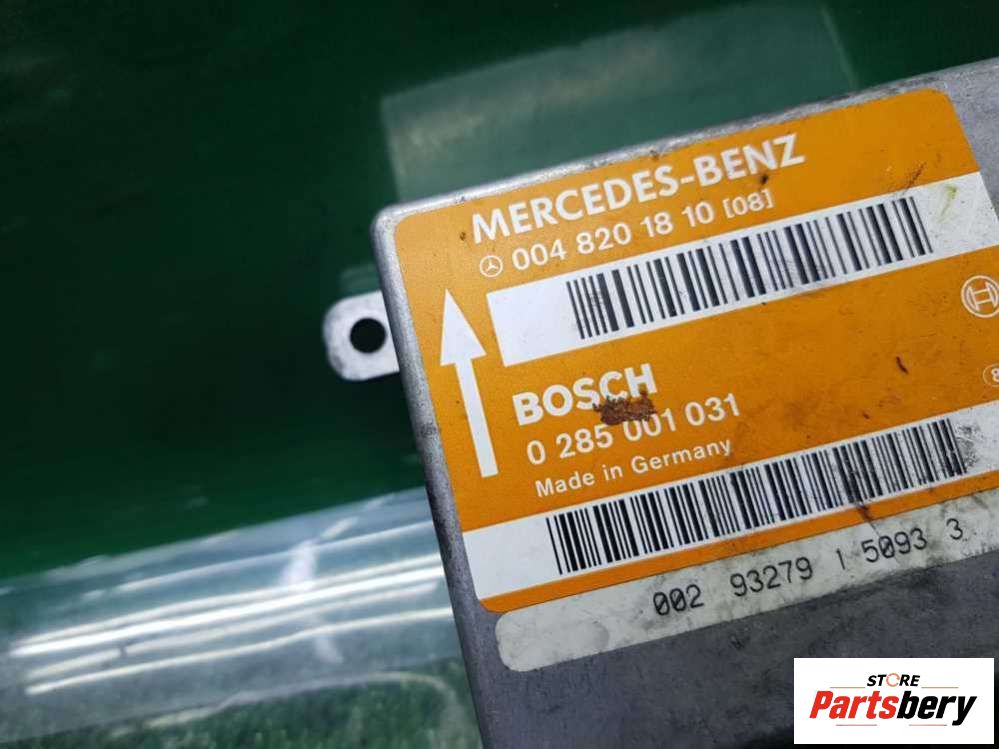 MERCEDES-BENZ
004 820 18 10 [08]
BOSCH
0 285 001 031
Made in Germany
002 93279 1 5093 3
STORE
Partsbery